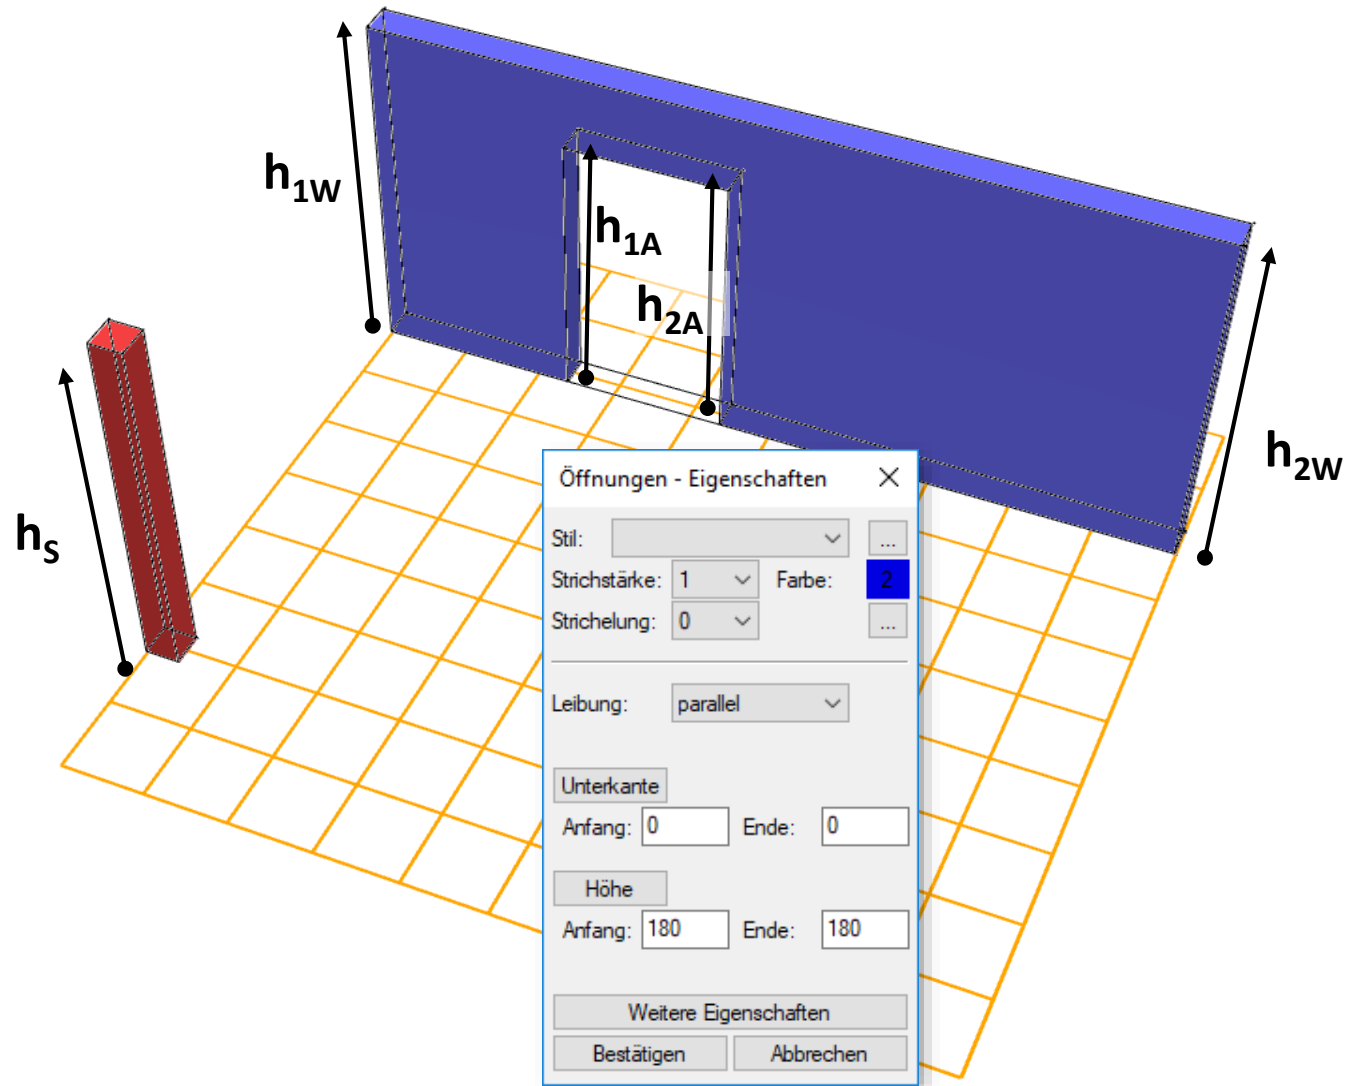 h1W
h1A
h2A
h2W
hS
Öffnungen - Eigenschaften
Stil: ...
Strichstärke: 1 Farbe: 2
Strichelung: 0 ...
Leibung: parallel
Unterkante
Anfang: 0 Ende: 0
Höhe
Anfang: 180 Ende: 180
Weitere Eigenschaften
Bestätigen Abbrechen